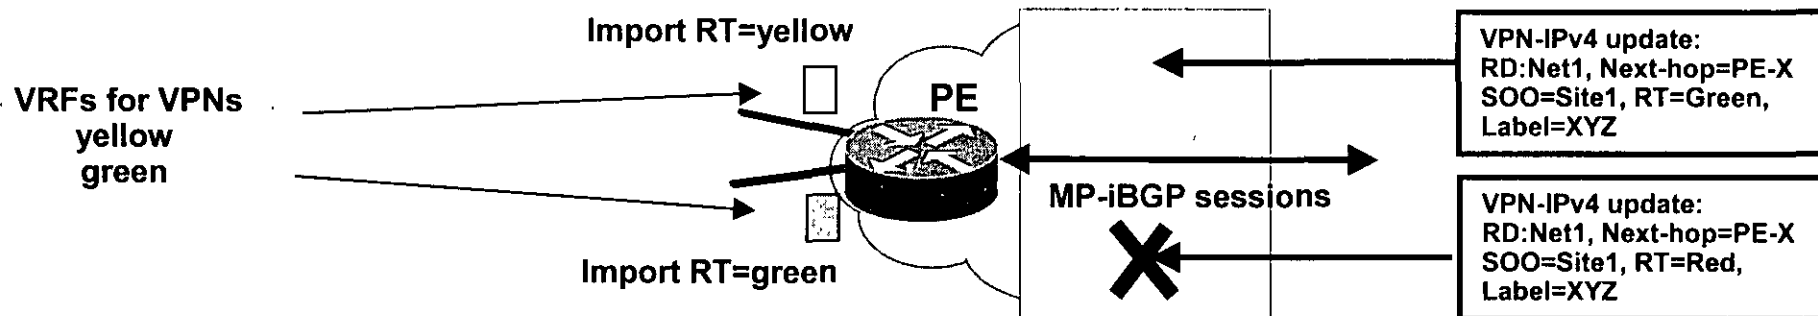 Import RT=yellow
VRFs for VPNs
yellow
green
PE
MP-iBGP sessions
Import RT=green
VPN-IPv4 update:
RD:Net1, Next-hop=PE-X
SOO=Site1, RT=Green,
Label=XYZ
VPN-IPv4 update:
RD:Net1, Next-hop=PE-X
SOO=Site1, RT=Red,
Label=XYZ